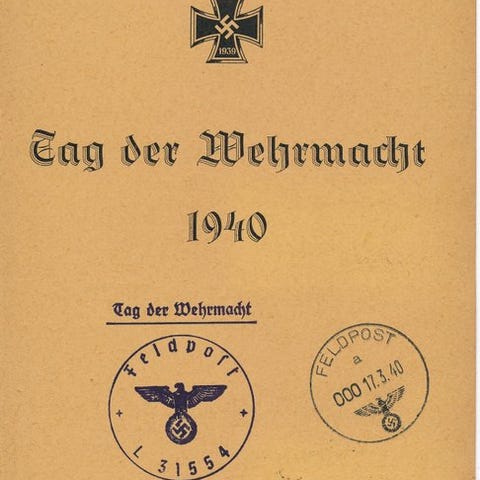 1939
Tag der Wehrmacht
1940
Tag der Wehrmacht
Feldpost
L 31554
FELDPOST
a
000 17.3.40